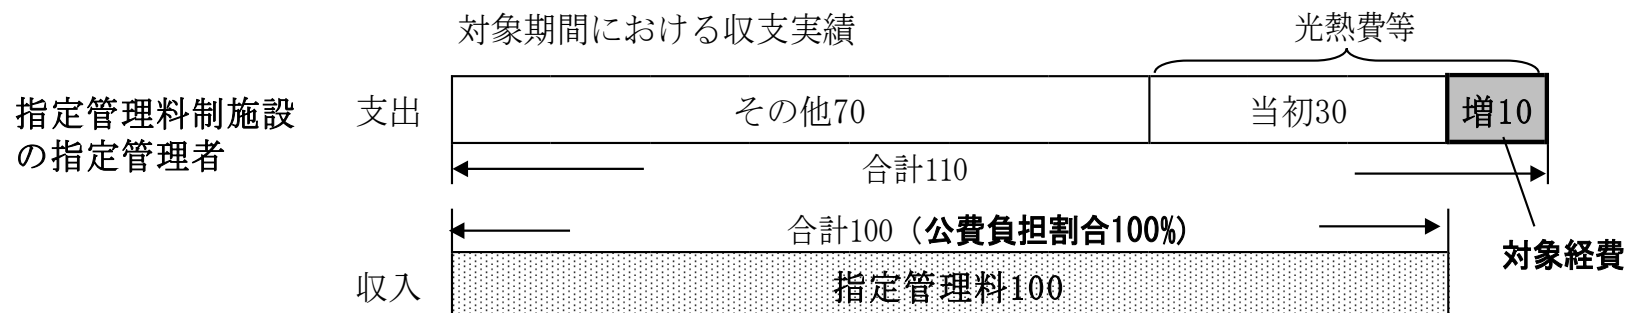 対象期間における収支実績
光熱費等
指定管理料制施設
の指定管理者
支出
その他70
当初30
増10
合計110
合計100（公費負担割合100%)
対象経費
収入
指定管理料100